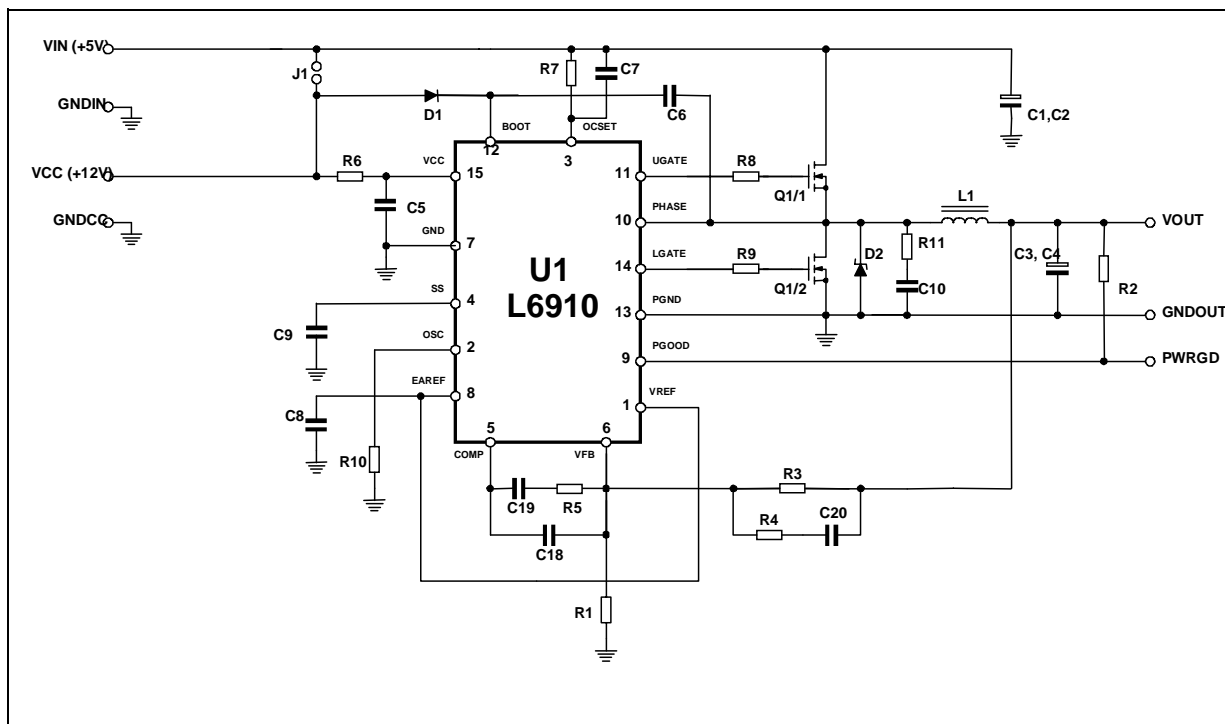 VIN (+5V)
J1
R7
C7
GNDIN
D1
C6
C1,C2
BOOT
OCSET
12
3
VCC (+12V)
R6
VCC
15
11
UGATE
R8
Q1/1
C5
L1
GNDCC
GND
7
10
PHASE
VOUT
R11
D2
C3, C4
U1
L6910
14
LGATE
R9
Q1/2
C10
R2
SS
4
13
PGND
GNDOUT
C9
OSC
2
9
PGOOD
PWRGD
EAREF
8
1
VREF
C8
R10
5
6
COMP
VFB
C19
R5
R3
R4
C20
C18
R1